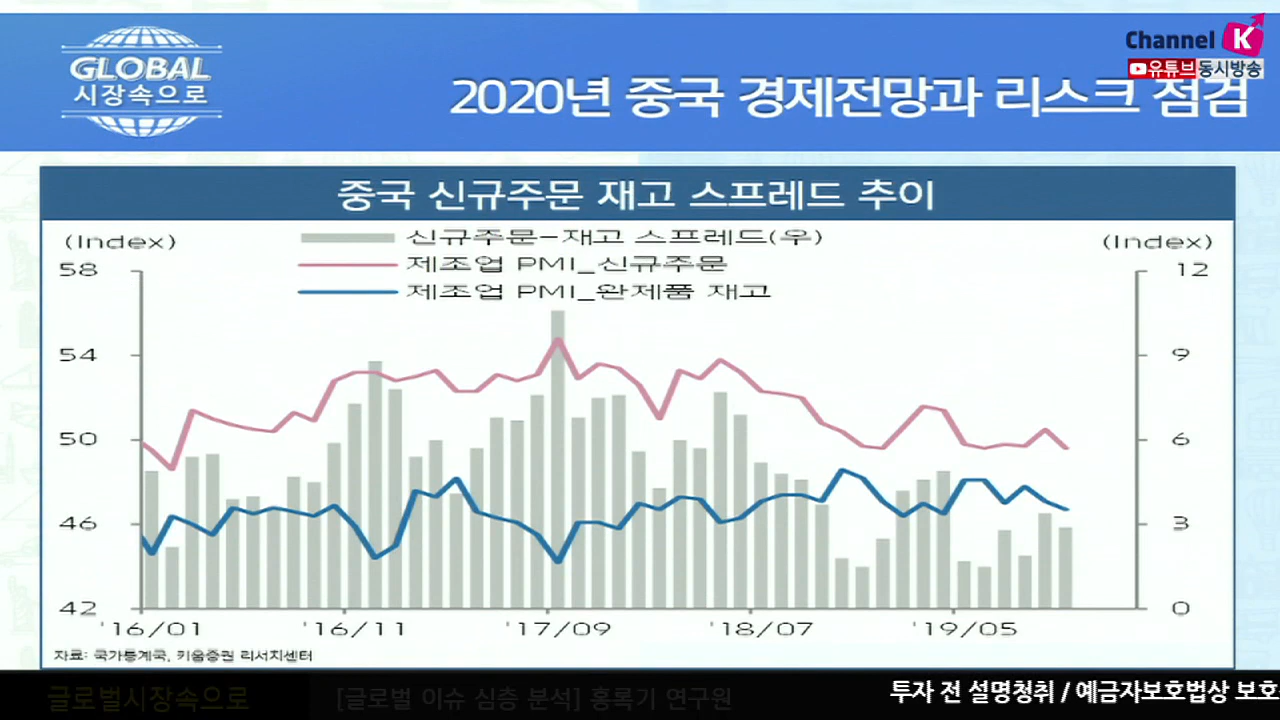 GLOBAL
시장속으로
Channel K
유튜브 동시방송
2020년 중국 경제전망과 리스크 점검
중국 신규주문 재고 스프레드 추이
(Index)
(Index)
신규주문-재고 스프레드(우)
제조업 PMI_신규주문
제조업 PMI_완제품 재고
58
54
50
46
42
12
9
6
3
0
'16/01
'16/11
'17/09
'18/07
'19/05
자료: 국가통계국, 키움증권 리서치센터
글로벌시장속으로
[글로벌 이슈 심층 분석] 홍록기 연구원
투자 전 설명청취 / 예금자보호법상 보호